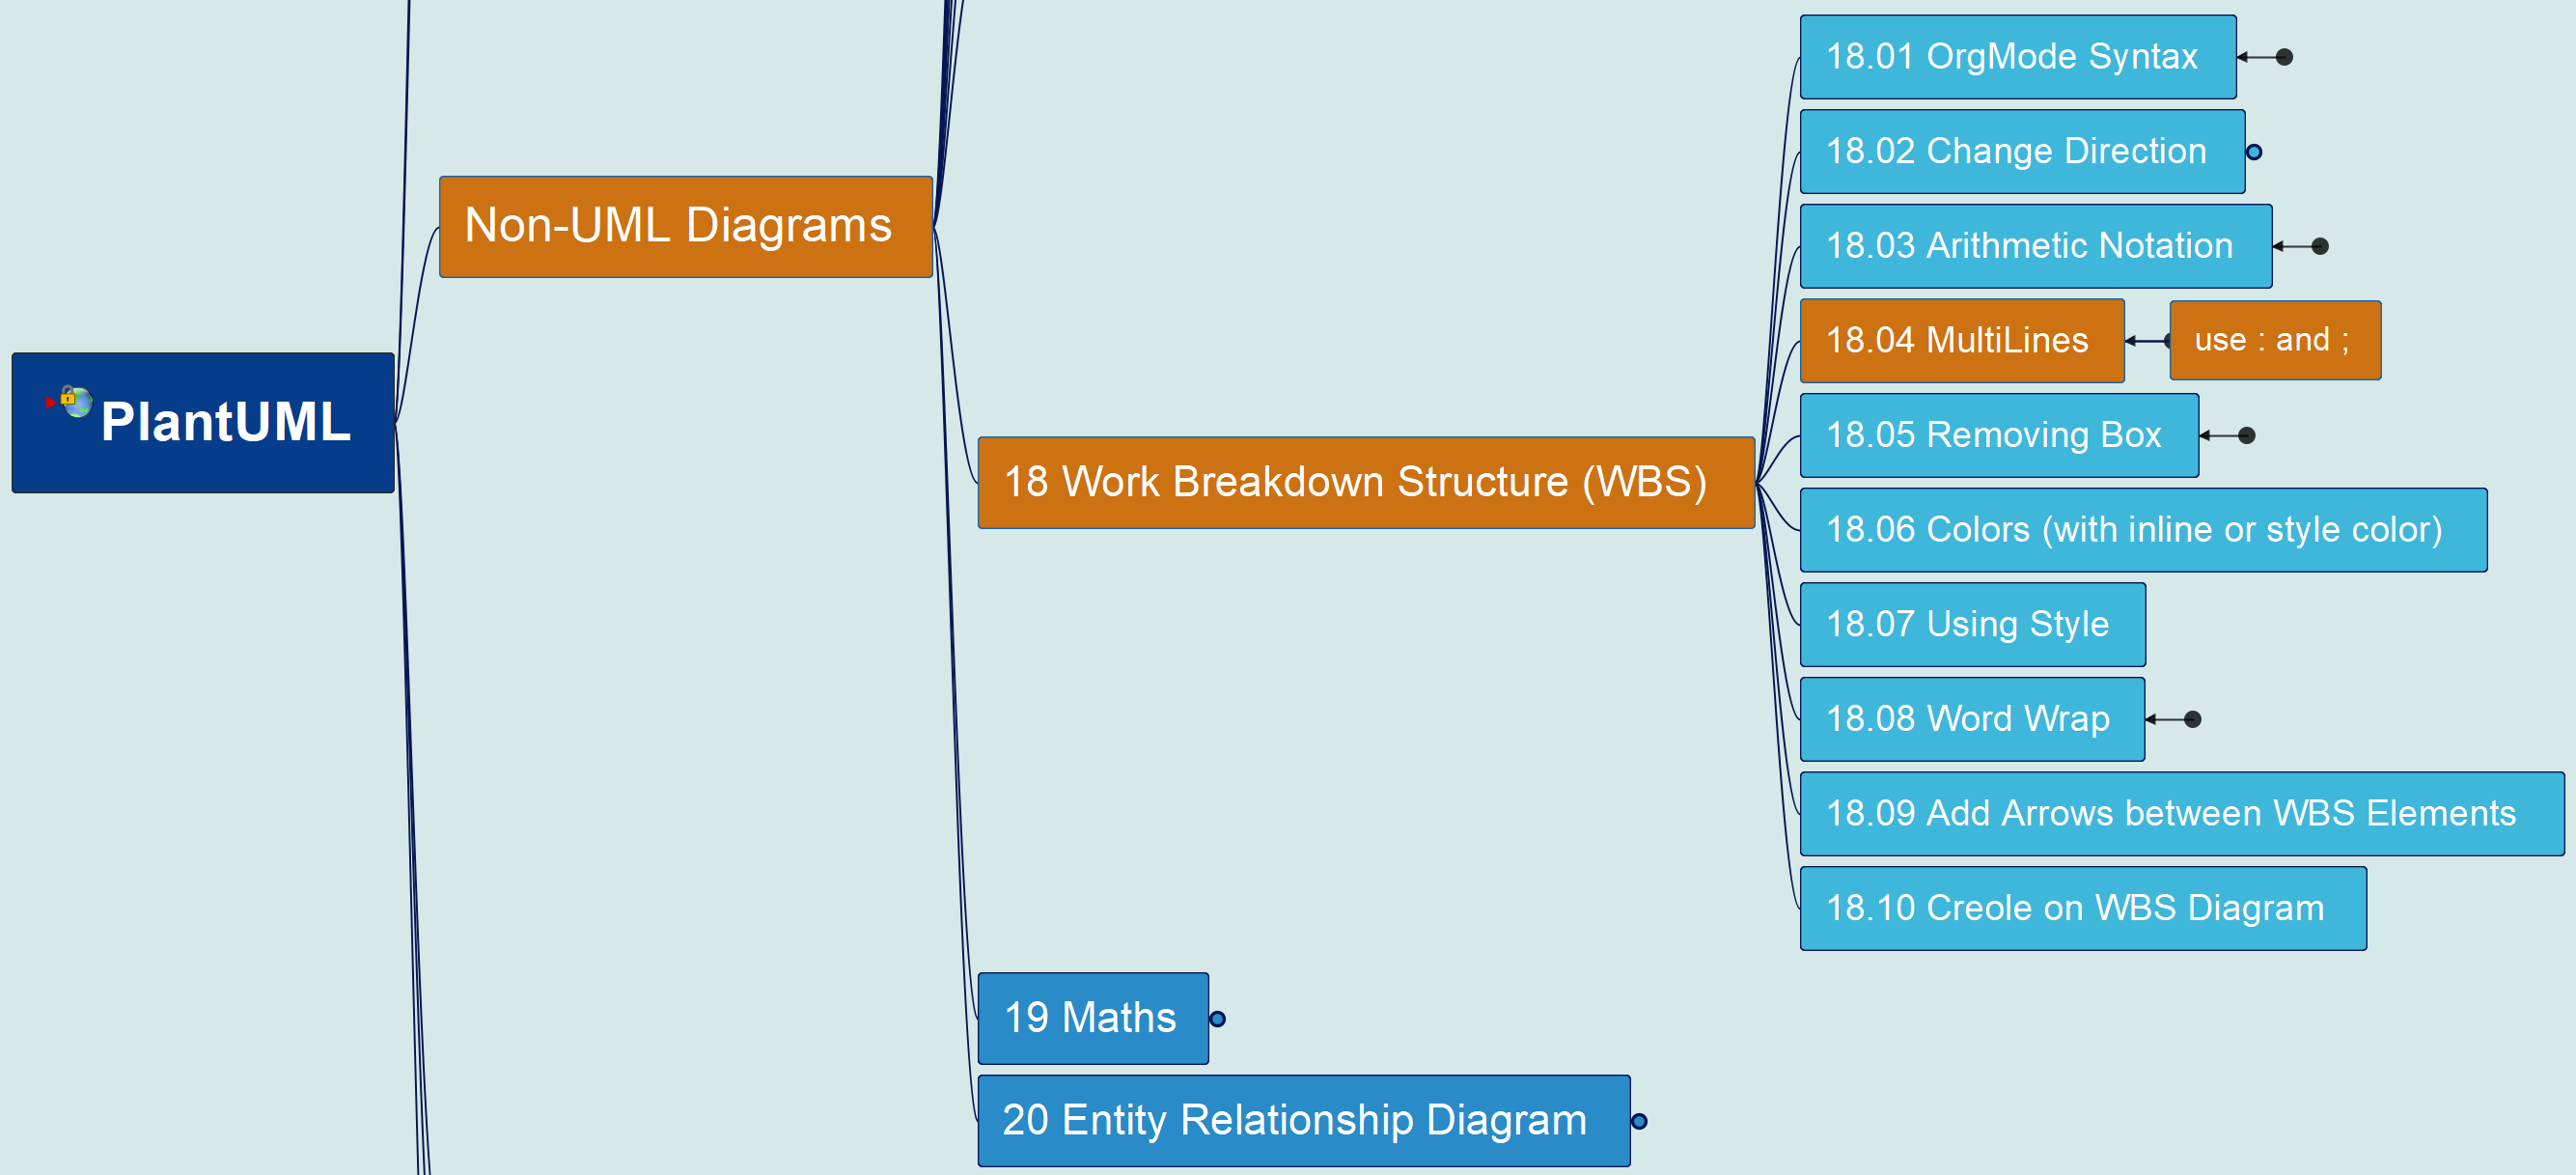 PlantUML
Non-UML Diagrams
18 Work Breakdown Structure (WBS)
18.01 OrgMode Syntax
18.02 Change Direction
18.03 Arithmetic Notation
18.04 MultiLines
use : and ;
18.05 Removing Box
18.06 Colors (with inline or style color)
18.07 Using Style
18.08 Word Wrap
18.09 Add Arrows between WBS Elements
18.10 Creole on WBS Diagram
19 Maths
20 Entity Relationship Diagram